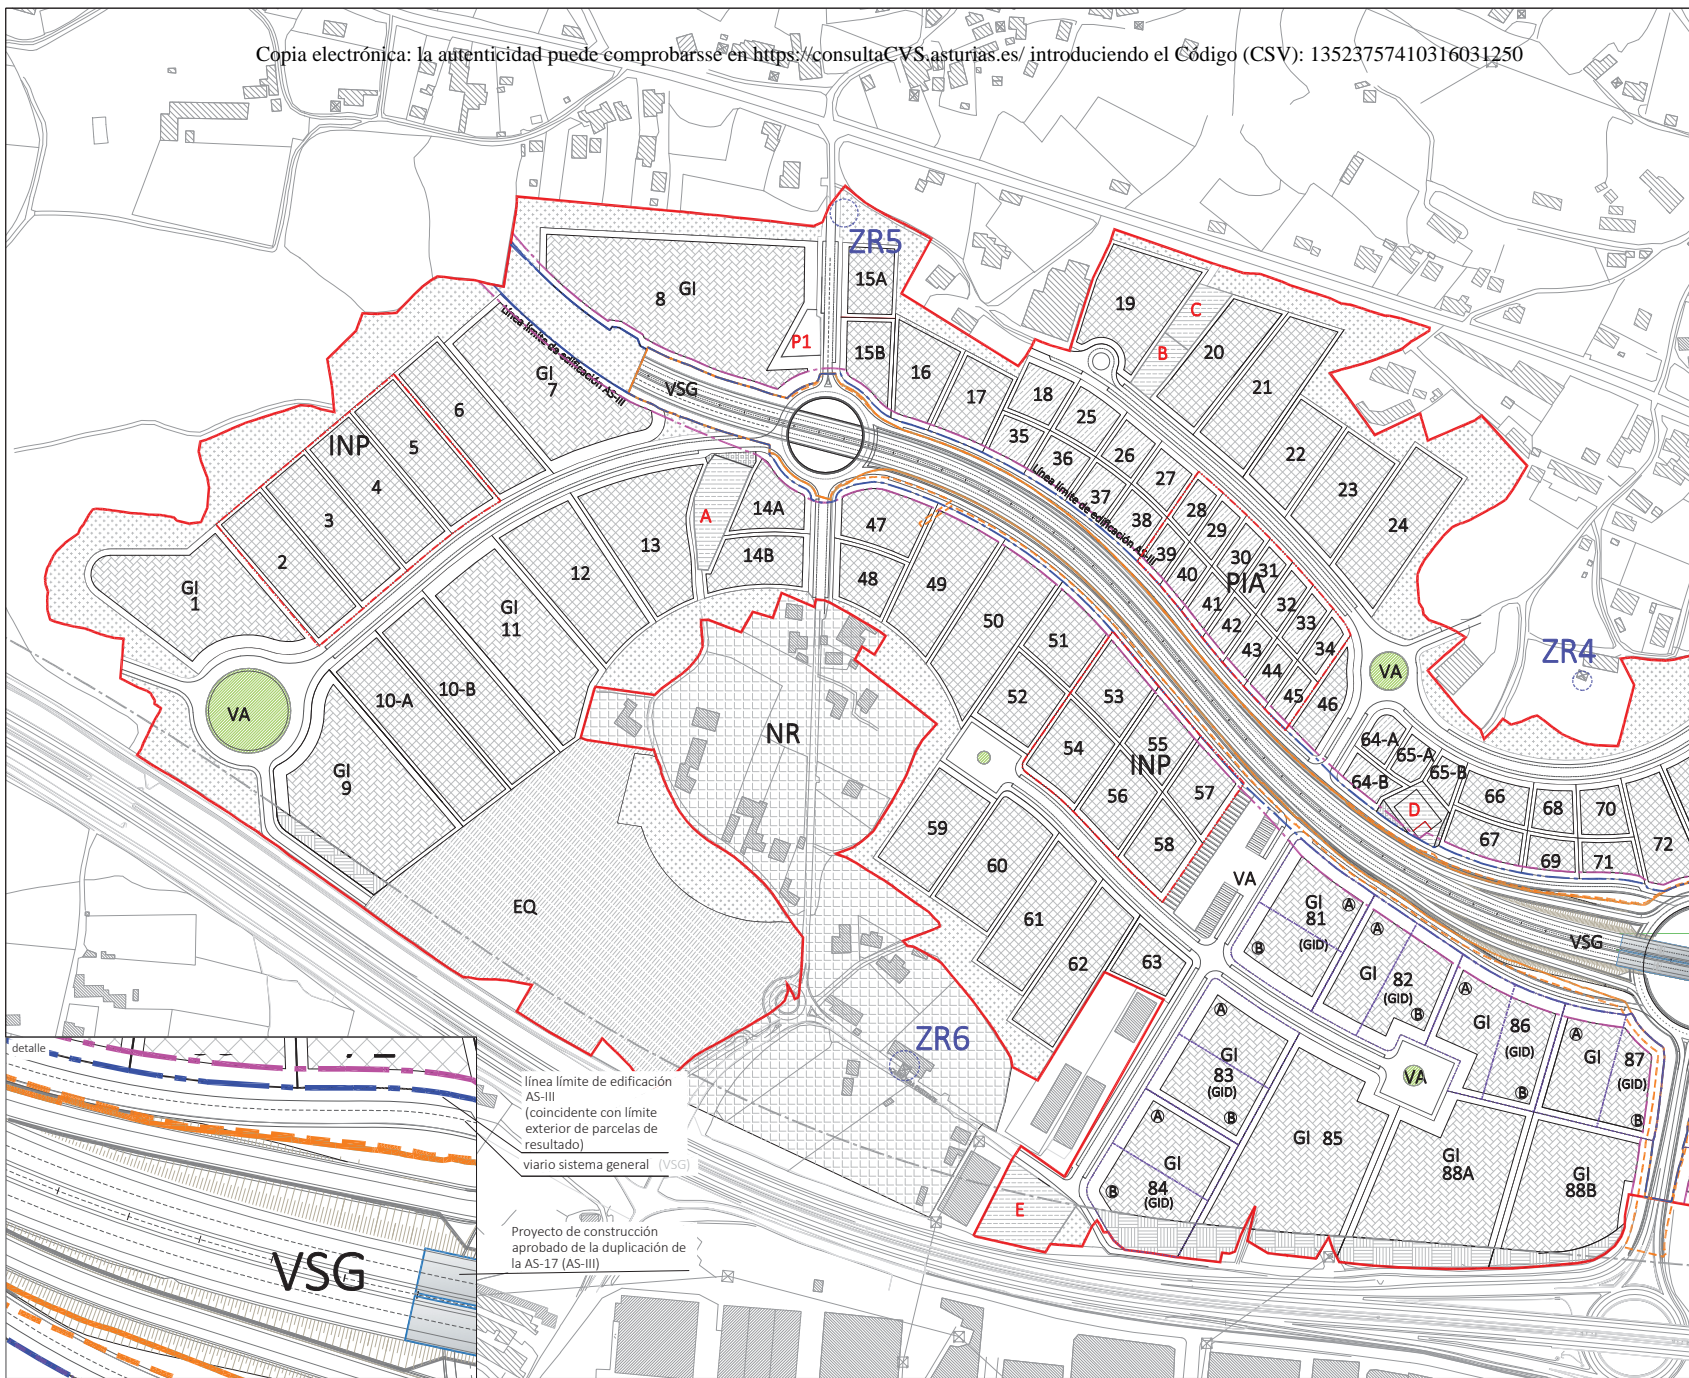 Copia electrónica: la autenticidad puede comprobarsse en https://consultaCVS.asturias.es/ introduciendo el Código (CSV): 13523757410316031250
ZR5
15A
8 GI
19
C
P1
15B
B
20
Línea límite de edificación AS-III
GI
7
VSG
16
17
18
21
25
6
INP
5
35
36
26
22
27
4
37
Línea límite de edificación AS-III
23
3
A
14A
47
38
28
29
24
13
39
30
2
14B
12
48
40
31
PIA
49
GI
1
GI
11
41
32
42
33
50
51
43
34
ZR4
44
VA
10-B
10-A
52
53
45
46
VA
NR
54
55
INP
64-A
65-A
65-B
64-B
GI
9
57
56
66
68
70
D
59
58
67
72
60
69
71
VA
EQ
61
GI
81
(GID)
A
A
B
VSG
62
63
GI 82
(GID)
A
B
A
ZR6
GI
86
(GID)
A
GI
87
(GID)
detalle
GI
83
(GID)
VA
B
B
línea límite de edificación
AS-III
(coincidente con límite
exterior de parcelas de
resultado)
viario sistema general (VSG)
A
B
GI 85
GI
84
(GID)
B
GI
88A
GI
88B
E
Proyecto de construcción
aprobado de la duplicación de
la AS-17 (AS-III)
VSG